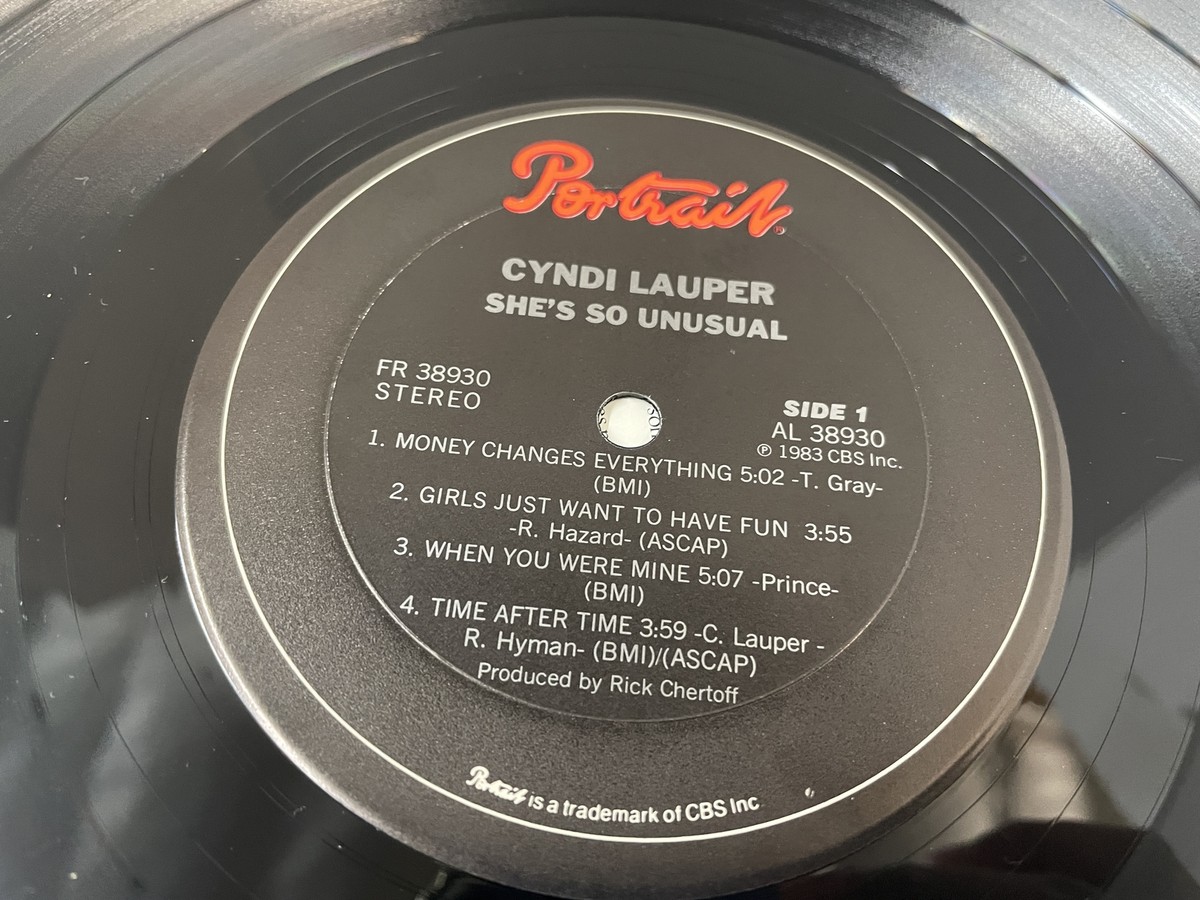 Portrait®
CYNDI LAUPER
SHE'S SO UNUSUAL
FR 38930
STEREO
SIDE 1
AL 38930
℗ 1983 CBS Inc.
1. MONEY CHANGES EVERYTHING 5:02 -T. Gray-
(BMI)
2. GIRLS JUST WANT TO HAVE FUN 3:55
-R. Hazard- (ASCAP)
3. WHEN YOU WERE MINE 5:07 -Prince-
(BMI)
4. TIME AFTER TIME 3:59 -C. Lauper -
R. Hyman- (BMI)/(ASCAP)
Produced by Rick Chertoff
Portrait is a trademark of CBS Inc